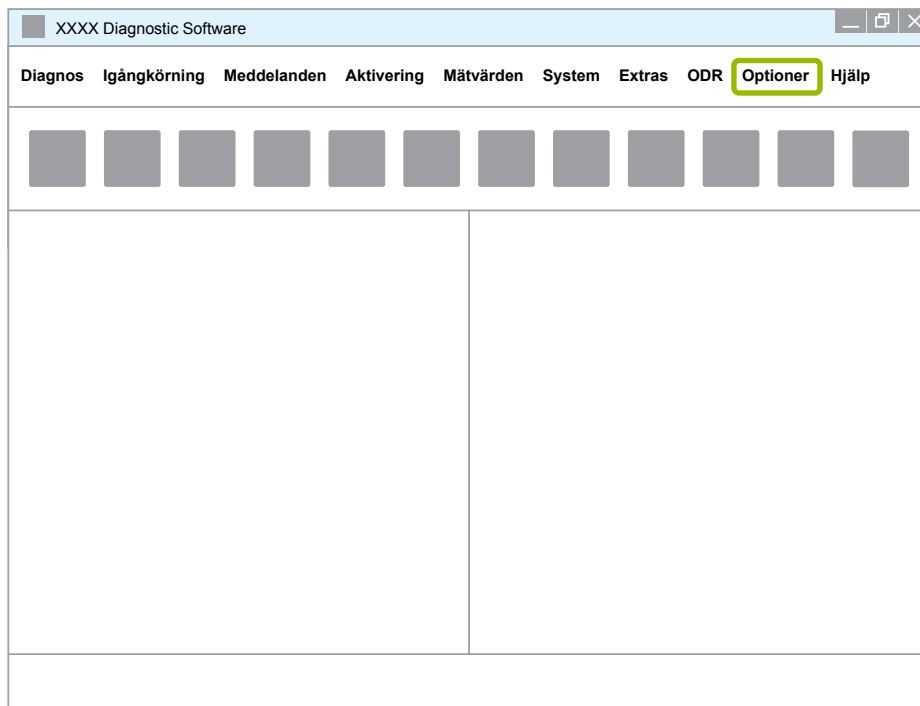 XXXX Diagnostic Software
Diagnos Igångkörning Meddelanden Aktivering Mätvärden System Extras ODR Optioner Hjälp